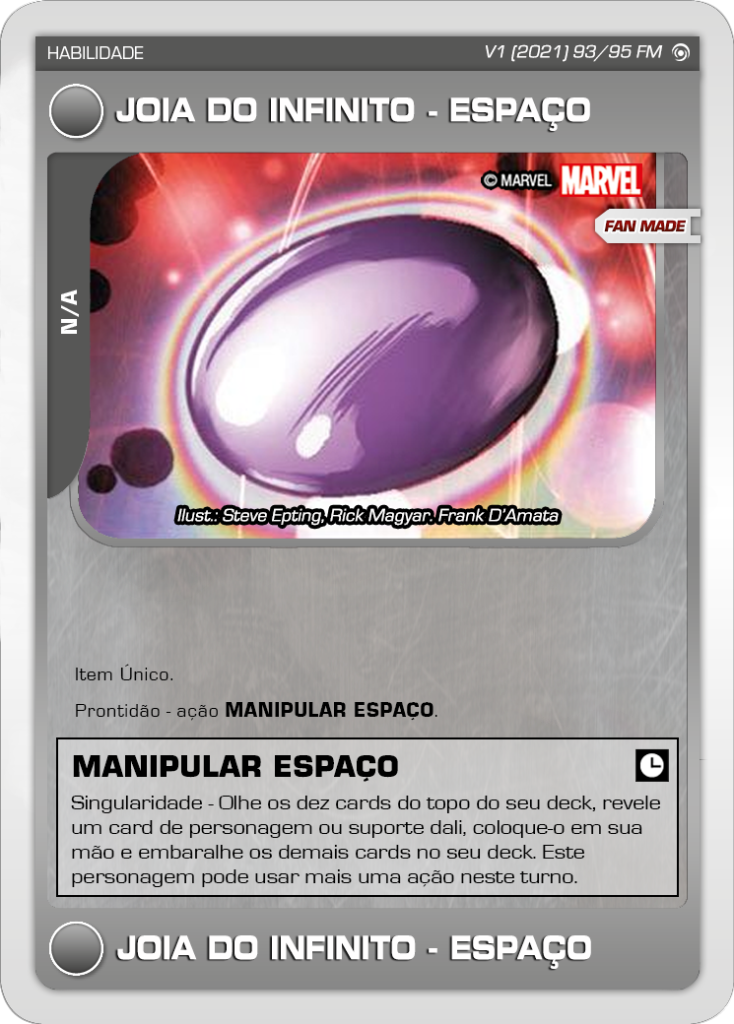 HABILIDADE
V1 (2021) 93/95 FM
JOIA DO INFINITO - ESPAÇO
© MARVEL MARVEL
FAN MADE
N/A
Ilust.: Steve Epting, Rick Magyar. Frank D'Amata
Item Único.
Prontidão - ação MANIPULAR ESPAÇO.
MANIPULAR ESPAÇO
Singularidade - Olhe os dez cards do topo do seu deck, revele
um card de personagem ou suporte dali, coloque-o em sua
mão e embaralhe os demais cards no seu deck. Este
personagem pode usar mais uma ação neste turno.
JOIA DO INFINITO - ESPAÇO